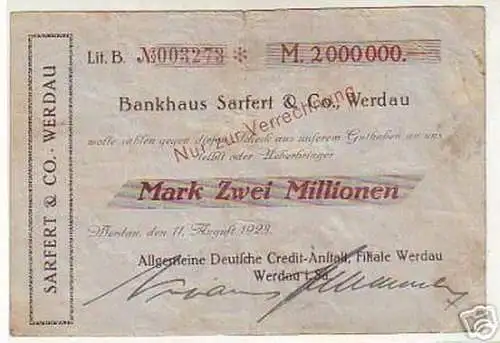 Lit. B. №003273 * M. 2000000.-
Bankhaus Sarfert & Co., Werdau
Nur zur Verrechnung
wolle zahlen gegen diesen Scheck aus unserem Guthaben an uns
selbst oder Ueberbringer
Mark Zwei Millionen
Werdau, den 11. August 1923.
Allgemeine Deutsche Credit-Anstalt, Filiale Werdau
Werdau i. Sa.
SARFERT & CO. · WERDAU